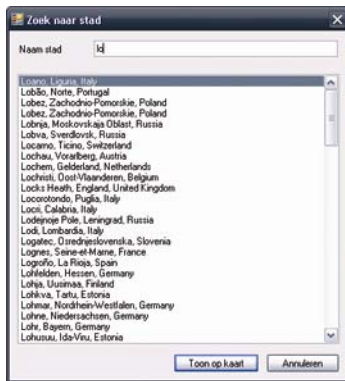 Zoek naar stad
Naam stad lo
Loano, Liguria, Italy
Lobão, Norte, Portugal
Lobez, Zachodnio-Pomorskie, Poland
Lobez, Zachodnio-Pomorskie, Poland
Lobnja, Moskovskaja Oblast, Russia
Lobva, Sverdlovsk, Russia
Locarno, Ticino, Switzerland
Lochau, Vorarlberg, Austria
Lochem, Gelderland, Netherlands
Lochristi, Oost-Vlaanderen, Belgium
Locks Heath, England, United Kingdom
Locorotondo, Puglia, Italy
Locri, Calabria, Italy
Lodejnoje Pole, Leningrad, Russia
Lodi, Lombardia, Italy
Logatec, Osrednjeslovenska, Slovenia
Lognes, Seine-et-Marne, France
Logroño, La Rioja, Spain
Lohfelden, Hessen, Germany
Lohja, Uusimaa, Finland
Lohkva, Tartu, Estonia
Lohmar, Nordrhein-Westfalen, Germany
Lohne, Niedersachsen, Germany
Lohr, Bayern, Germany
Lohusuu, Ida-Viru, Estonia
Toon op kaart Annuleren